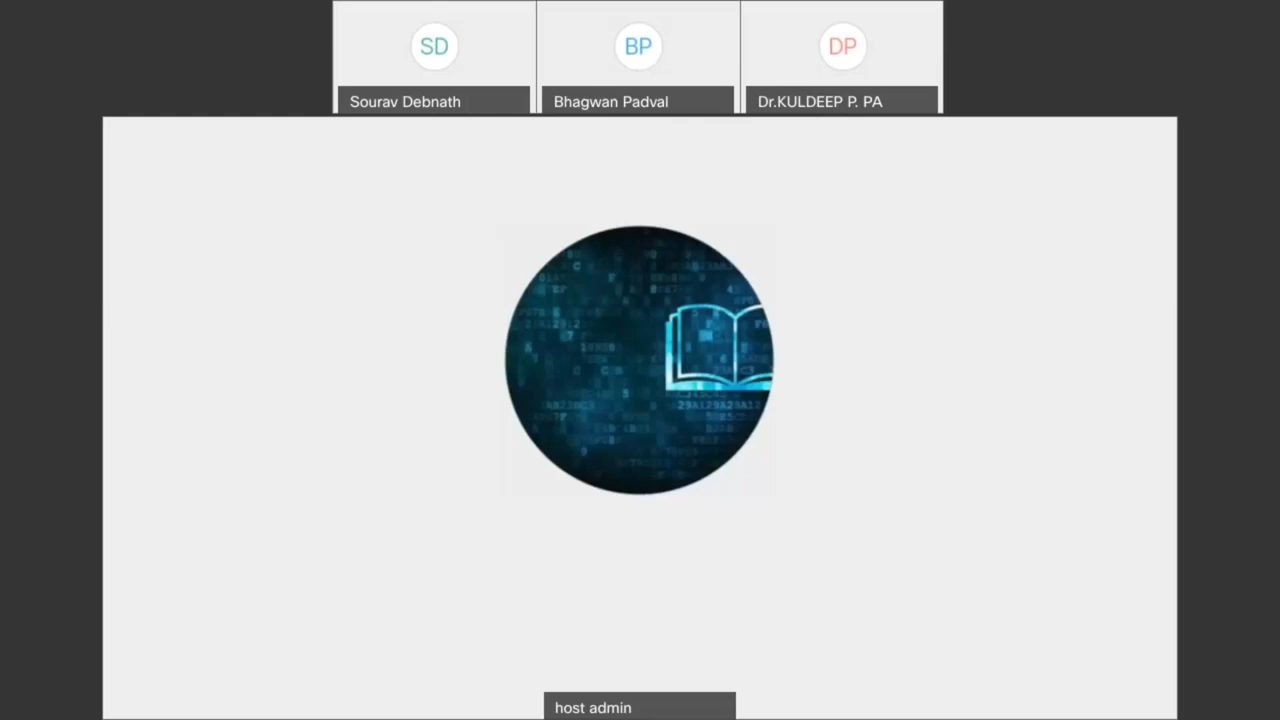 SD
BP
DP
Sourav Debnath
Bhagwan Padval
Dr.KULDEEP P. PA
host admin